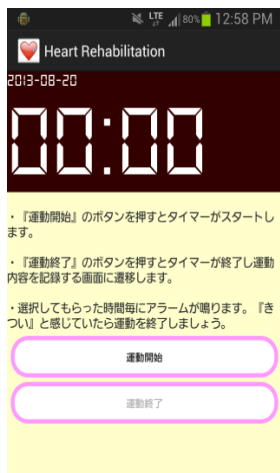 LTE 80% 12:58 PM
Heart Rehabilitation
2013-08-20
00:00
・『運動開始』のボタンを押すとタイマーがスタートし
ます。
・『運動終了』のボタンを押すとタイマーが終了し運動
内容を記録する画面に遷移します。
・選択してもらった時間毎にアラームが鳴ります。『き
つい』と感じていたら運動を終了しましょう。
運動開始
運動終了